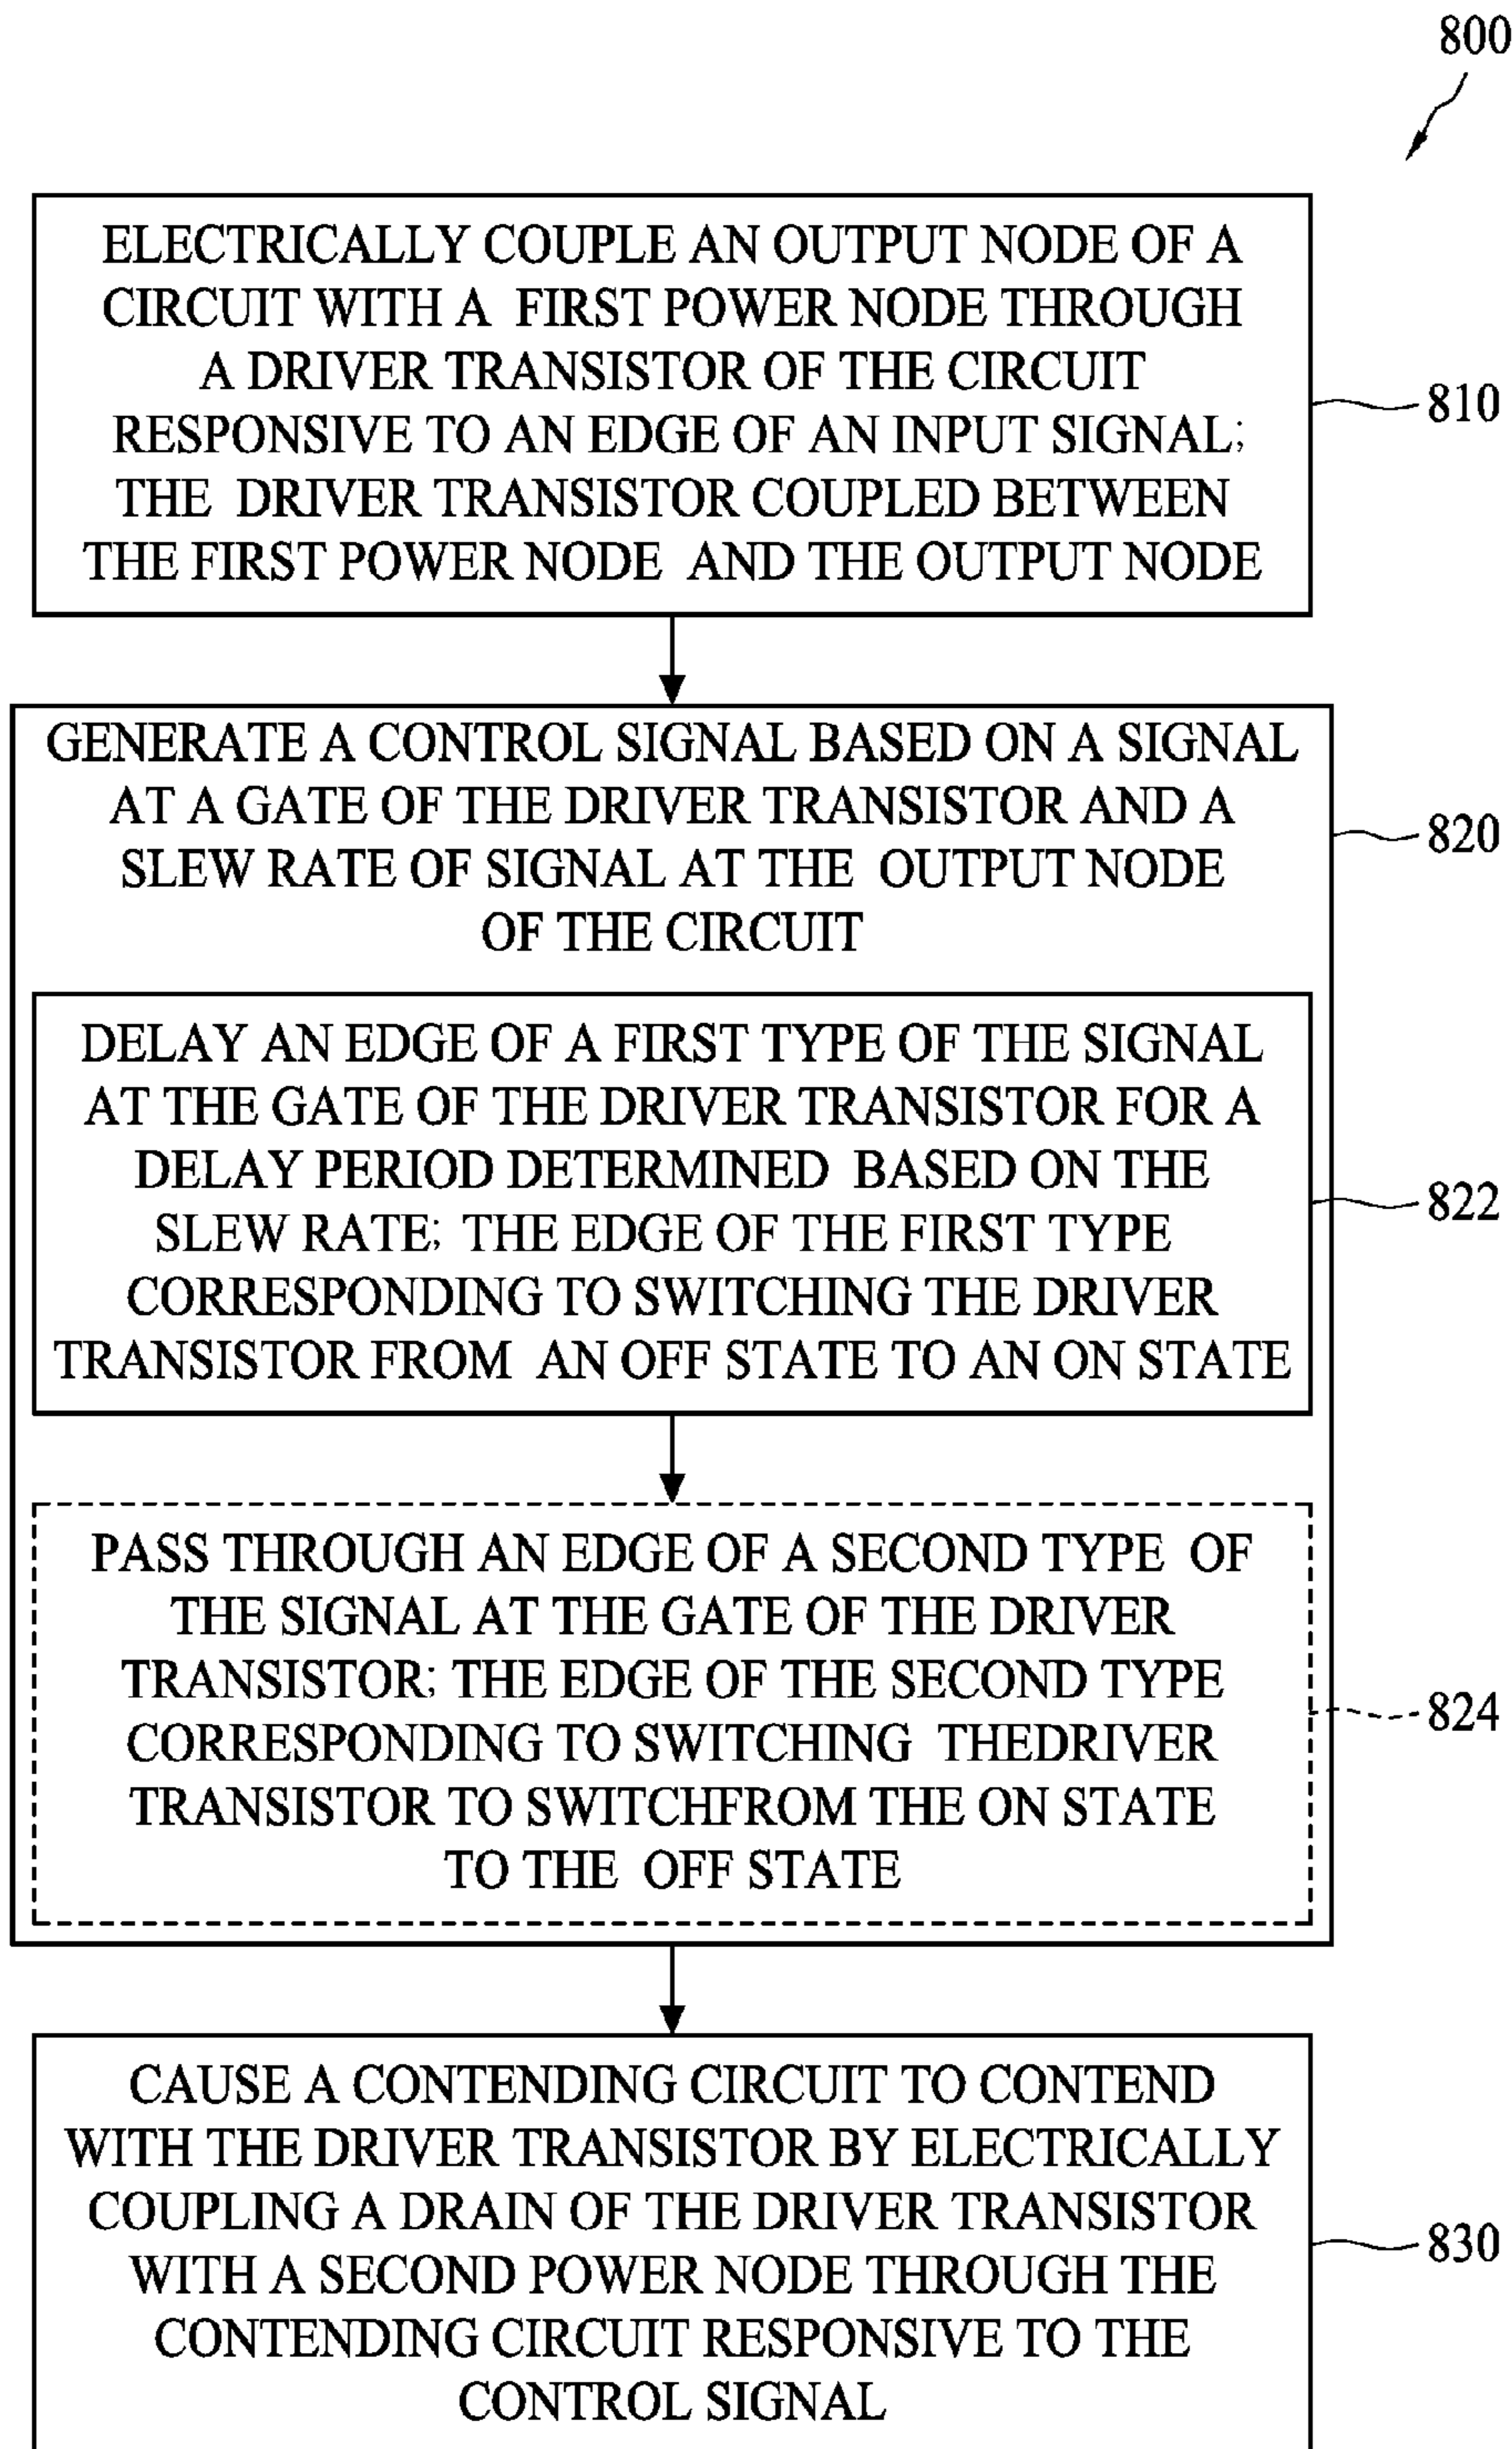 800
ELECTRICALLY COUPLE AN OUTPUT NODE OF A
CIRCUIT WITH A FIRST POWER NODE THROUGH
A DRIVER TRANSISTOR OF THE CIRCUIT
RESPONSIVE TO AN EDGE OF AN INPUT SIGNAL;
THE DRIVER TRANSISTOR COUPLED BETWEEN
THE FIRST POWER NODE AND THE OUTPUT NODE
810
GENERATE A CONTROL SIGNAL BASED ON A SIGNAL
AT A GATE OF THE DRIVER TRANSISTOR AND A
SLEW RATE OF SIGNAL AT THE OUTPUT NODE
OF THE CIRCUIT
820
DELAY AN EDGE OF A FIRST TYPE OF THE SIGNAL
AT THE GATE OF THE DRIVER TRANSISTOR FOR A
DELAY PERIOD DETERMINED BASED ON THE
SLEW RATE; THE EDGE OF THE FIRST TYPE
CORRESPONDING TO SWITCHING THE DRIVER
TRANSISTOR FROM AN OFF STATE TO AN ON STATE
822
PASS THROUGH AN EDGE OF A SECOND TYPE OF
THE SIGNAL AT THE GATE OF THE DRIVER
TRANSISTOR; THE EDGE OF THE SECOND TYPE
CORRESPONDING TO SWITCHING THEDRIVER
TRANSISTOR TO SWITCHFROM THE ON STATE
TO THE OFF STATE
824
CAUSE A CONTENDING CIRCUIT TO CONTEND
WITH THE DRIVER TRANSISTOR BY ELECTRICALLY
COUPLING A DRAIN OF THE DRIVER TRANSISTOR
WITH A SECOND POWER NODE THROUGH THE
CONTENDING CIRCUIT RESPONSIVE TO THE
CONTROL SIGNAL
830